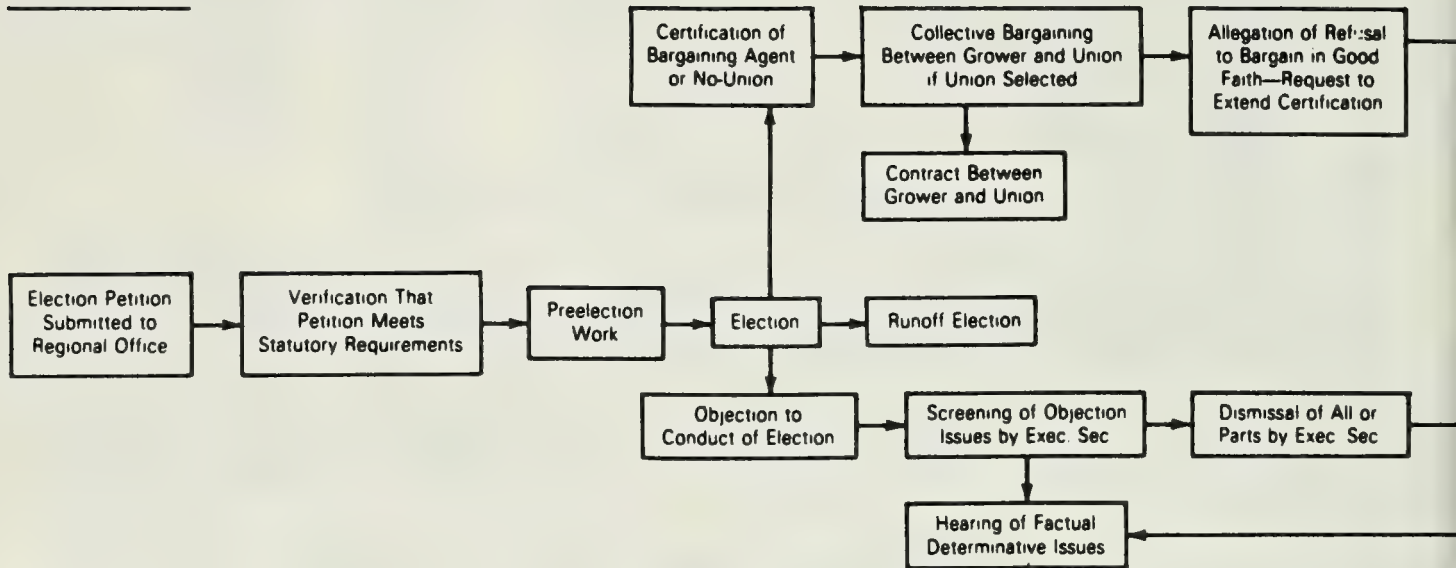 Certification of
Bargaining Agent
or No-Union
Collective Bargaining
Between Grower and Union
if Union Selected
Allegation of Refusal
to Bargain in Good
Faith—Request to
Extend Certification
Contract Between
Grower and Union
Election Petition
Submitted to
Regional Office
Verification That
Petition Meets
Statutory Requirements
Preelection
Work
Election
Runoff Election
Objection to
Conduct of Election
Screening of Objection
Issues by Exec. Sec
Dismissal of All or
Parts by Exec Sec
Hearing of Factual
Determinative Issues